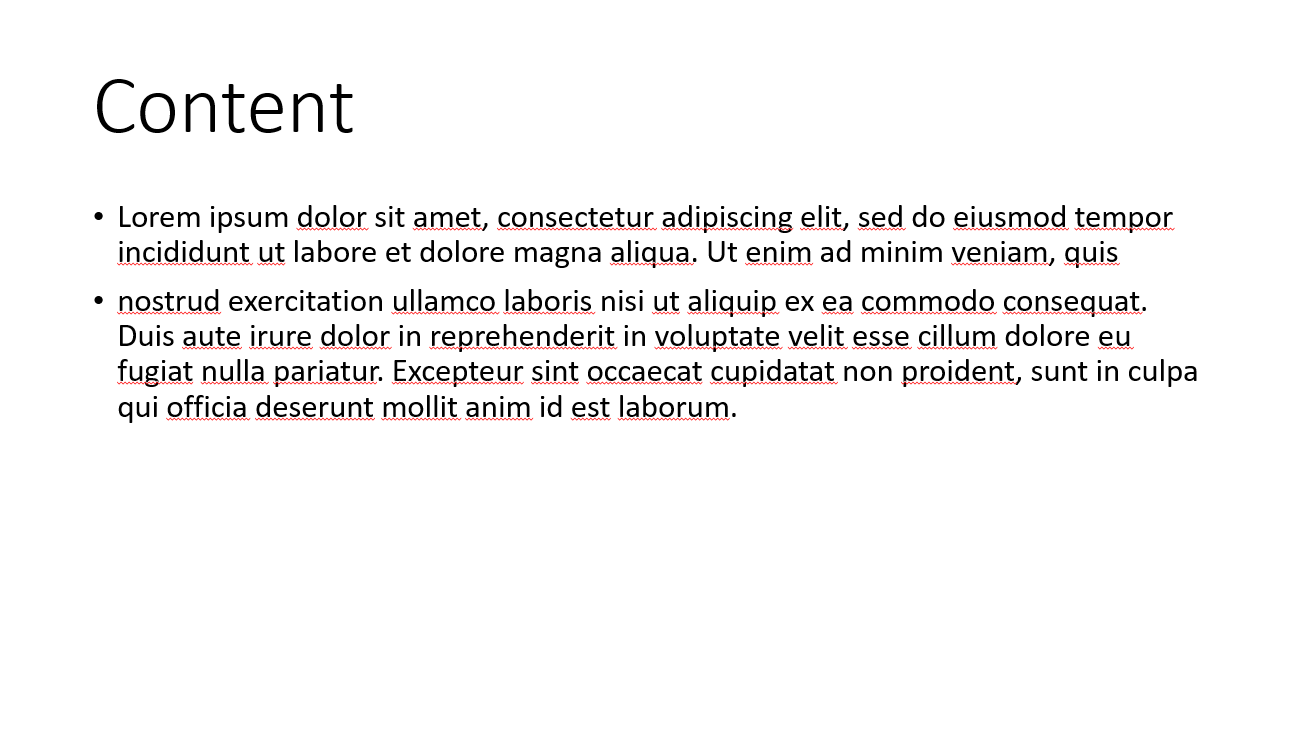 Content
• Lorem ipsum dolor sit amet, consectetur adipiscing elit, sed do eiusmod tempor
incididunt ut labore et dolore magna aliqua. Ut enim ad minim veniam, quis
• nostrud exercitation ullamco laboris nisi ut aliquip ex ea commodo consequat.
Duis aute irure dolor in reprehenderit in voluptate velit esse cillum dolore eu
fugiat nulla pariatur. Excepteur sint occaecat cupidatat non proident, sunt in culpa
qui officia deserunt mollit anim id est laborum.